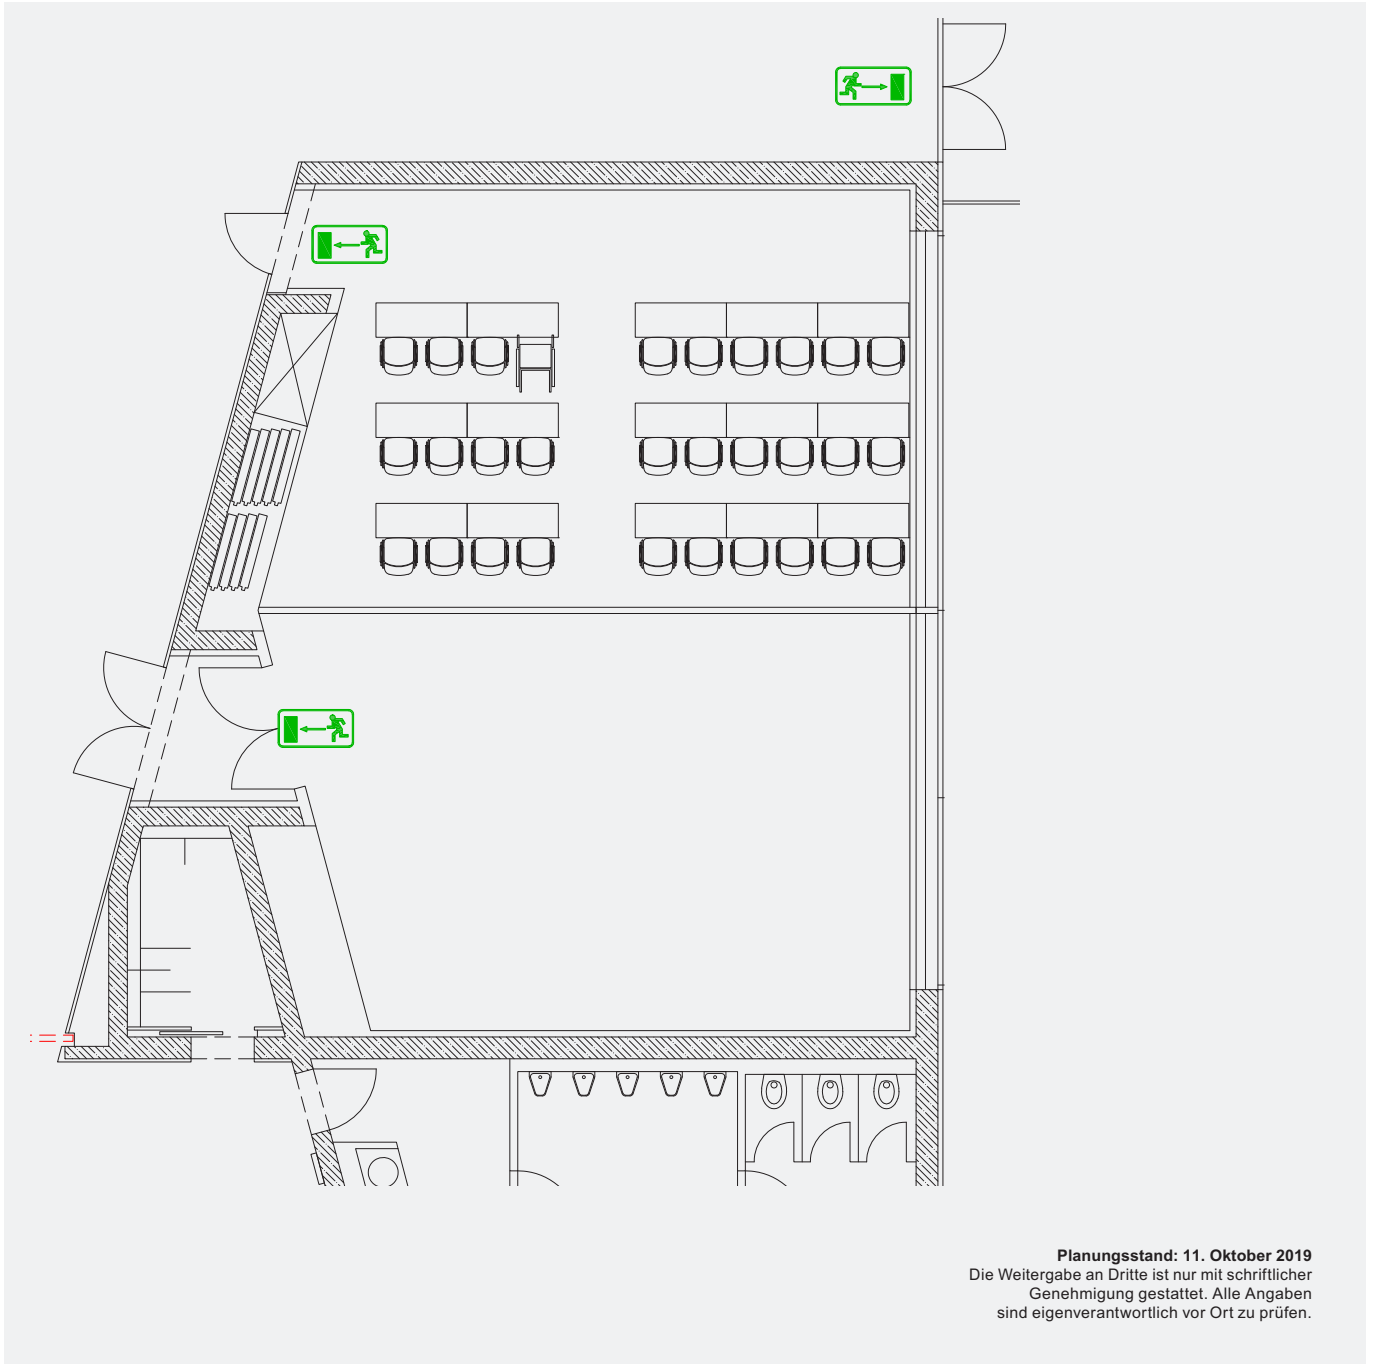 Planungsstand: 11. Oktober 2019
Die Weitergabe an Dritte ist nur mit schriftlicher
Genehmigung gestattet. Alle Angaben
sind eigenverantwortlich vor Ort zu prüfen.